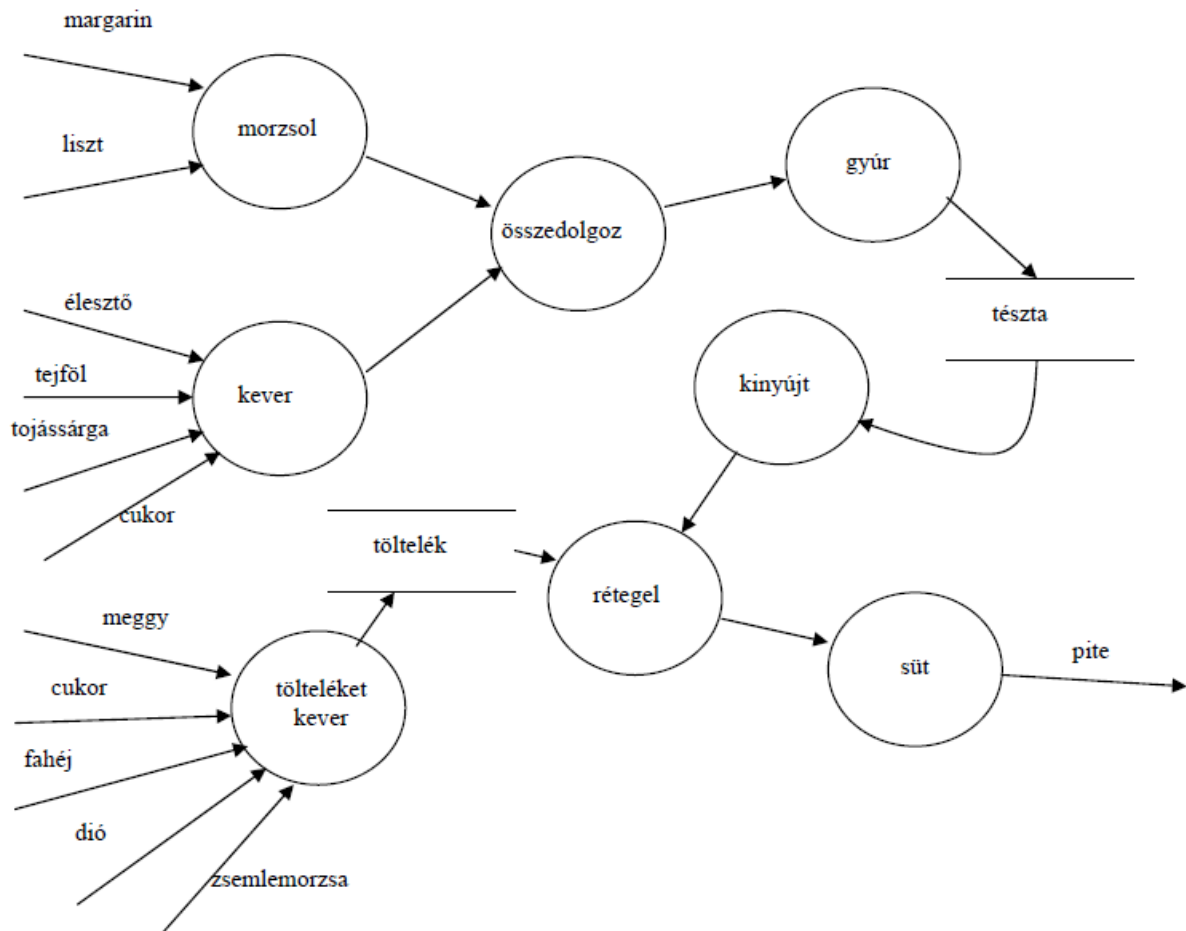 margarin
liszt
morzsol
összedolgoz
gyúr
tészta
élesztő
tejföl
tojássárga
cukor
kever
kinyújt
töltelék
rétegel
süt
pite
meggy
cukor
fahéj
dió
zsemlemorzsa
tölteléket
kever